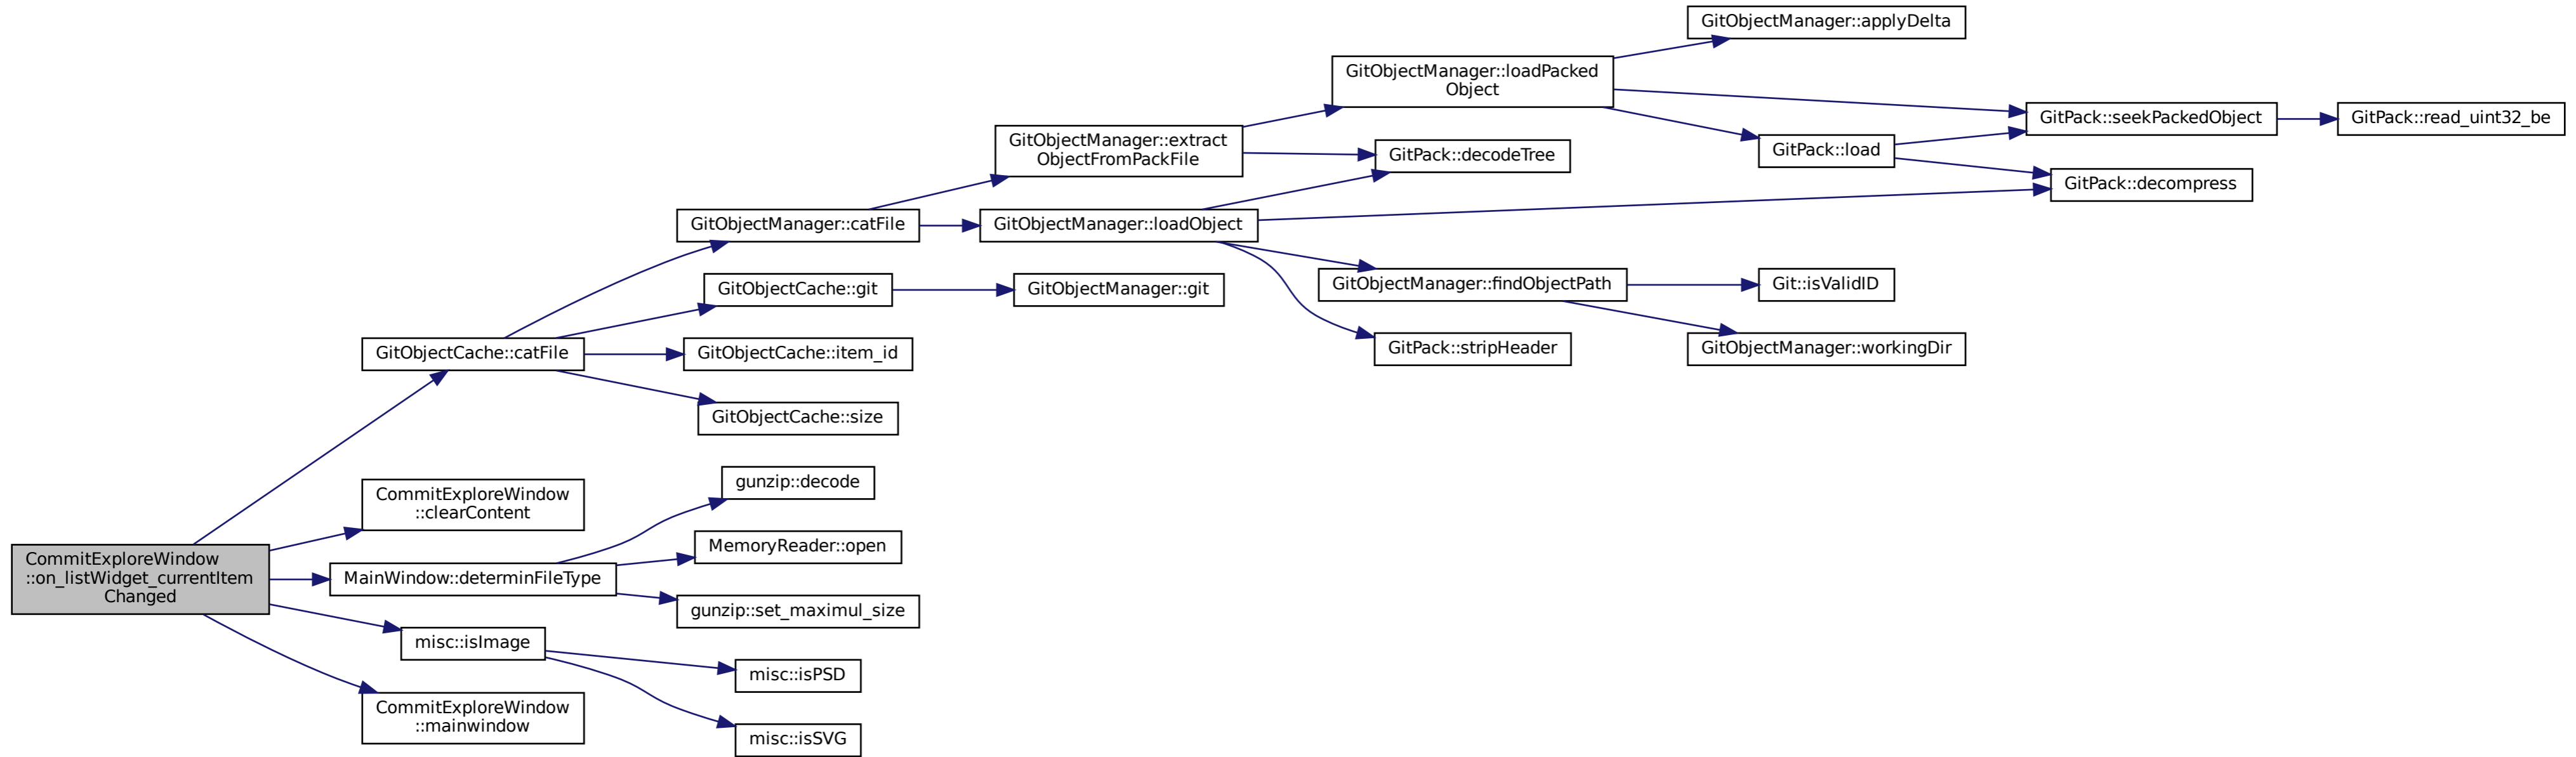 CommitExploreWindow
::on_listWidget_currentItem
Changed
GitObjectCache::catFile
CommitExploreWindow
::clearContent
MainWindow::determinFileType
misc::isImage
CommitExploreWindow
::mainwindow
GitObjectManager::catFile
GitObjectCache::git
GitObjectCache::item_id
GitObjectCache::size
gunzip::decode
MemoryReader::open
gunzip::set_maximul_size
misc::isPSD
misc::isSVG
GitObjectManager::extract
ObjectFromPackFile
GitObjectManager::loadObject
GitObjectManager::git
GitObjectManager::loadPacked
Object
GitPack::decodeTree
GitObjectManager::findObjectPath
GitPack::stripHeader
GitObjectManager::applyDelta
GitPack::load
Git::isValidID
GitObjectManager::workingDir
GitPack::seekPackedObject
GitPack::decompress
GitPack::read_uint32_be